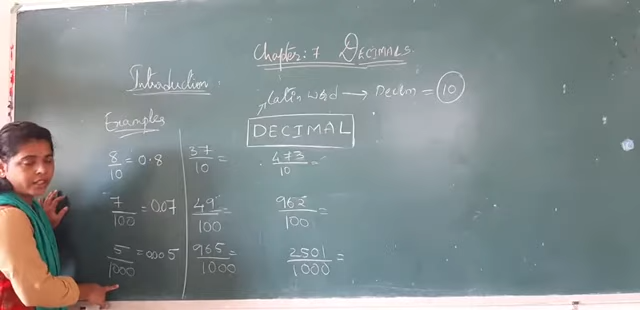 Chapter: 7 DECIMALS.
Introduction
Latin word → Decem = 10
Examples
DECIMAL
8/10 = 0.8
37/10 =
473/10 =
7/100 = 0.07
49/100 =
962/100 =
5/1000 = 0.005
965/1000 =
2501/1000 =